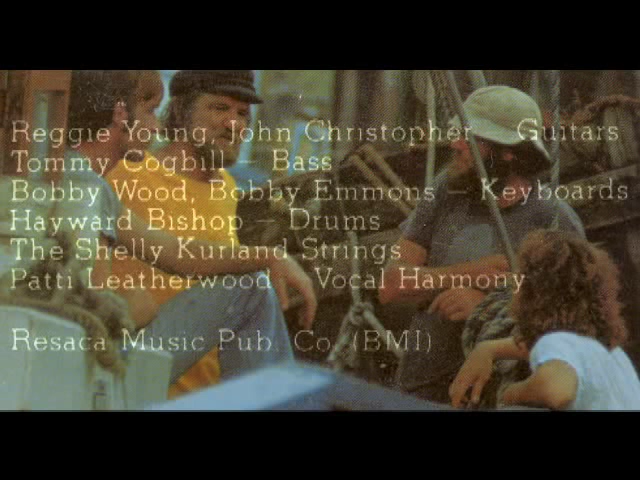 Reggie Young, John Christopher – Guitars
Tommy Cogbill – Bass
Bobby Wood, Bobby Emmons – Keyboards
Hayward Bishop – Drums
The Shelly Kurland Strings
Patti Leatherwood – Vocal Harmony
Resaca Music Pub. Co. (BMI)